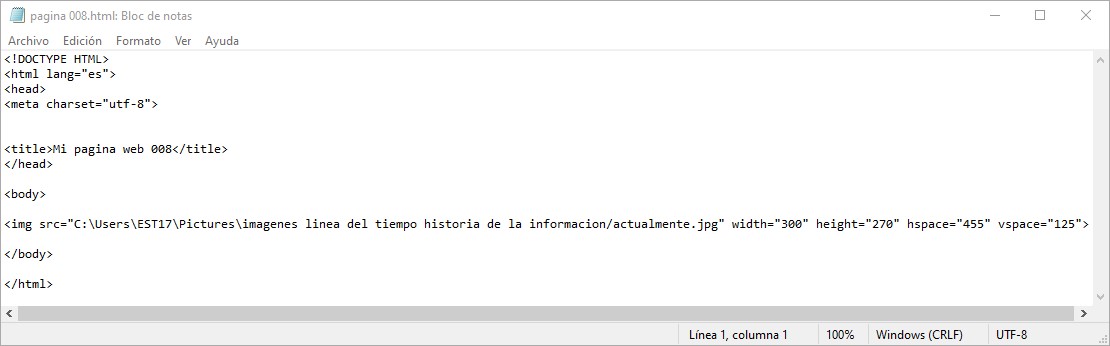 pagina 008.html: Bloc de notas
Archivo Edición Formato Ver Ayuda
<!DOCTYPE HTML>
<html lang="es">
<head>
<meta charset="utf-8">
<title>Mi pagina web 008</title>
</head>
<body>
<img src="C:\Users\EST17\Pictures\imagenes linea del tiempo historia de la informacion/actualmente.jpg" width="300" height="270" hspace="455" vspace="125">
</body>
</html>
Línea 1, columna 1 100% Windows (CRLF) UTF-8